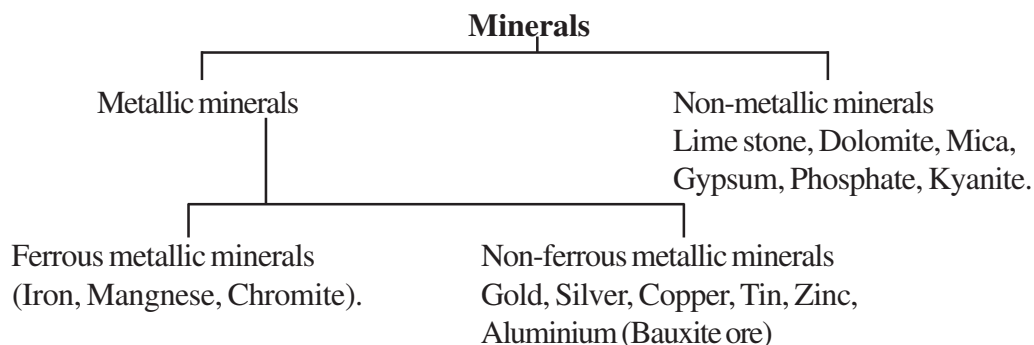 Minerals
Metallic minerals
Non-metallic minerals
Lime stone, Dolomite, Mica,
Gypsum, Phosphate, Kyanite.
Ferrous metallic minerals
(Iron, Mangnese, Chromite).
Non-ferrous metallic minerals
Gold, Silver, Copper, Tin, Zinc,
Aluminium (Bauxite ore)